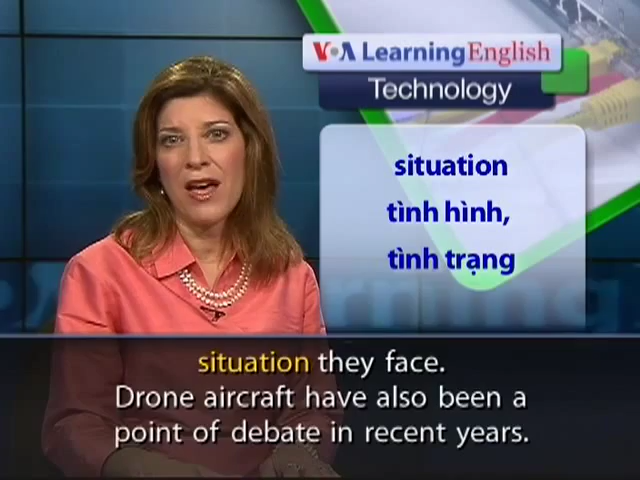 VOA Learning English
Technology
situation
tình hình,
tình trạng
situation they face.
Drone aircraft have also been a
point of debate in recent years.